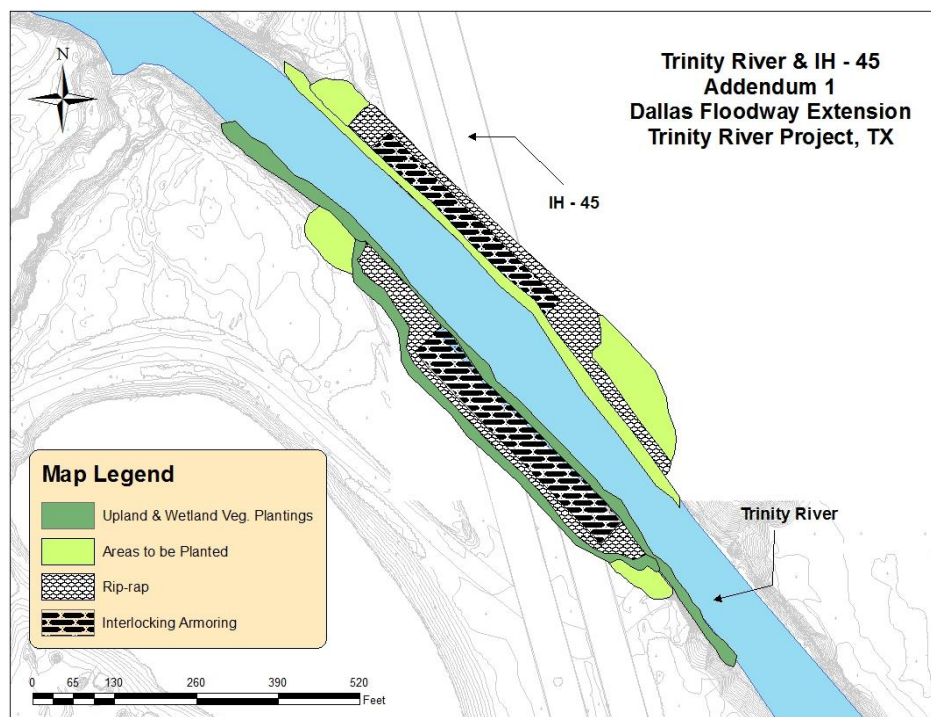 Trinity River & IH - 45
Addendum 1
Dallas Floodway Extension
Trinity River Project, TX
N
IH - 45
Trinity River
Map Legend
Upland & Wetland Veg. Plantings
Areas to be Planted
Rip-rap
Interlocking Armoring
0 65 130 260 390 520
Feet